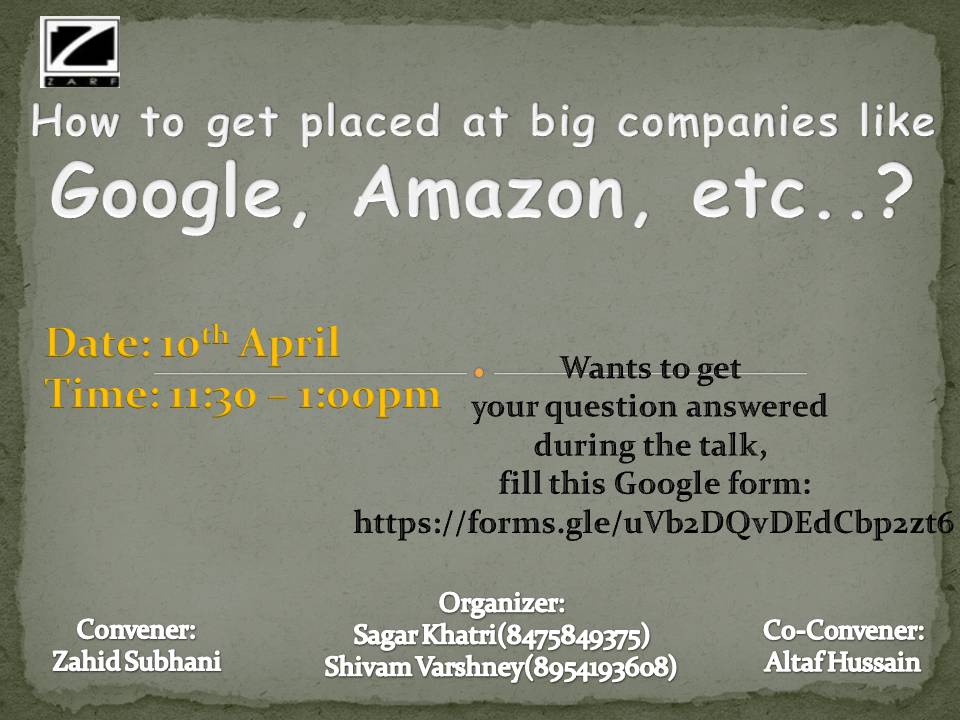 ZARF
How to get placed at big companies like
Google, Amazon, etc..?
Date: 10th April
Time: 11:30 – 1:00pm
Wants to get
your question answered
during the talk,
fill this Google form:
https://forms.gle/uVb2DQvDEdCbp2zt6
Convener:
Zahid Subhani
Organizer:
Sagar Khatri(8475849375)
Shivam Varshney(8954193608)
Co-Convener:
Altaf Hussain